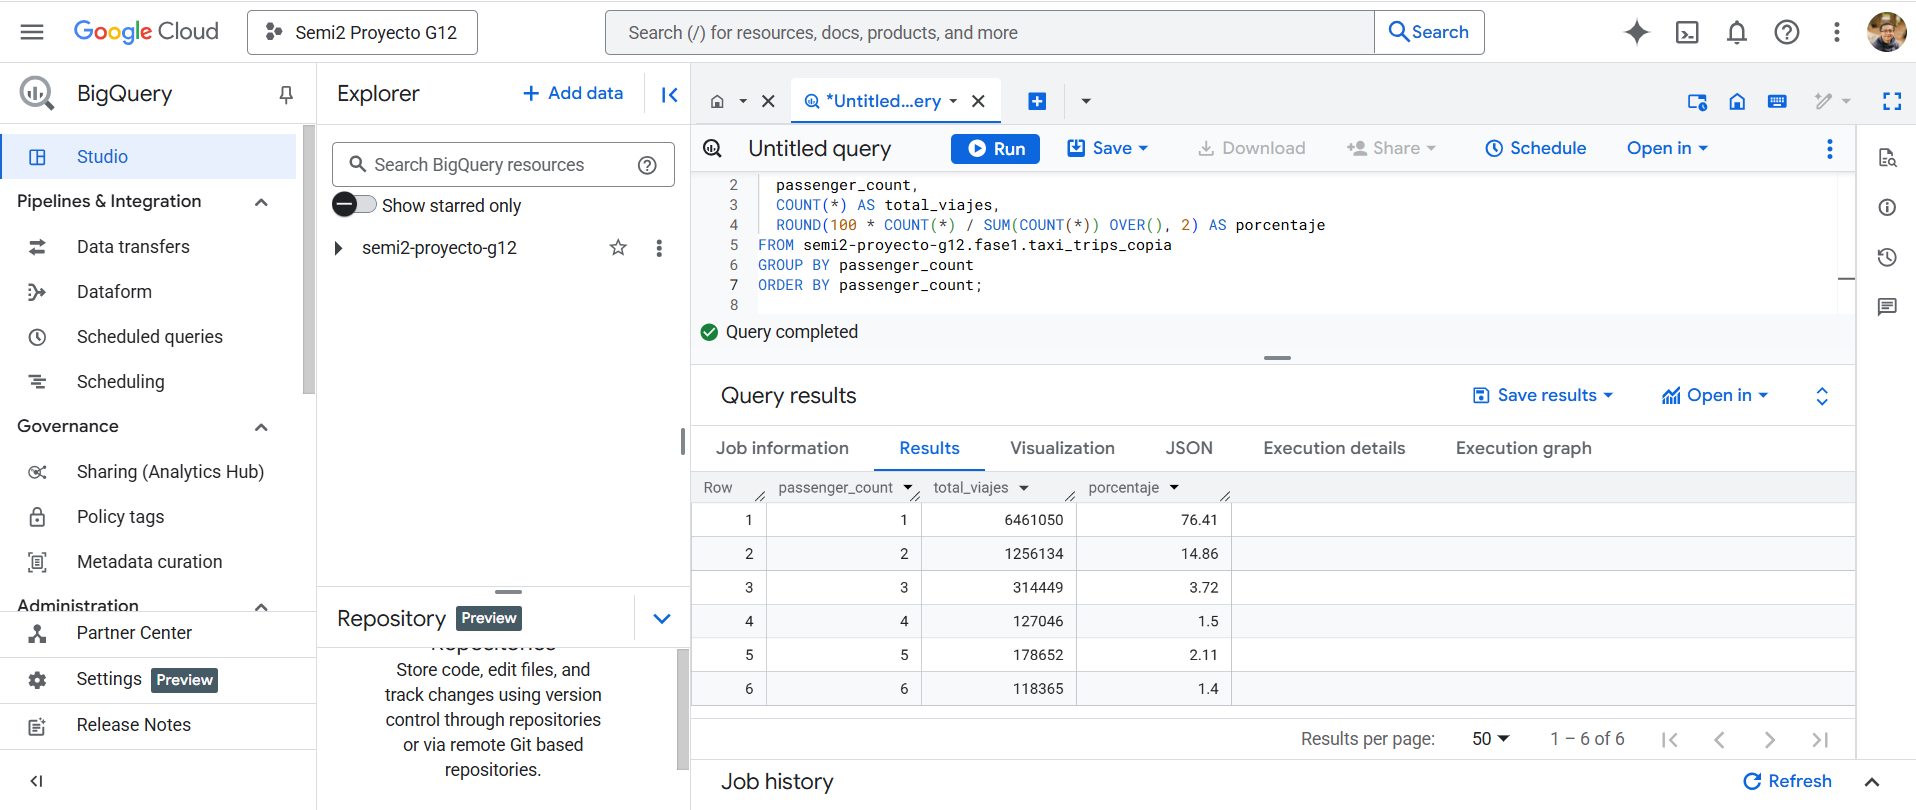 Google Cloud
Semi2 Proyecto G12
Search (/) for resources, docs, products, and more
Search
BigQuery
Studio
Pipelines & Integration
Data transfers
Dataform
Scheduled queries
Scheduling
Governance
Sharing (Analytics Hub)
Policy tags
Metadata curation
Administration
Partner Center
Settings Preview
Release Notes
Explorer
+ Add data
Search BigQuery resources
Show starred only
semi2-proyecto-g12
Repository Preview
Repositories
Store code, edit files, and
track changes using version
control through repositories
or via remote Git based
repositories.
*Untitled...ery
Untitled query
Run
Save
Download
Share
Schedule
Open in
2 passenger_count,
3 COUNT(*) AS total_viajes,
4 ROUND(100 * COUNT(*) / SUM(COUNT(*)) OVER(), 2) AS porcentaje
5 FROM semi2-proyecto-g12.fase1.taxi_trips_copia
6 GROUP BY passenger_count
7 ORDER BY passenger_count;
8
Query completed
Query results
Save results
Open in
Job information Results Visualization JSON Execution details Execution graph
Row passenger_count total_viajes porcentaje
1 1 6461050 76.41
2 2 1256134 14.86
3 3 314449 3.72
4 4 127046 1.5
5 5 178652 2.11
6 6 118365 1.4
Results per page: 50 1 – 6 of 6
Job history
Refresh